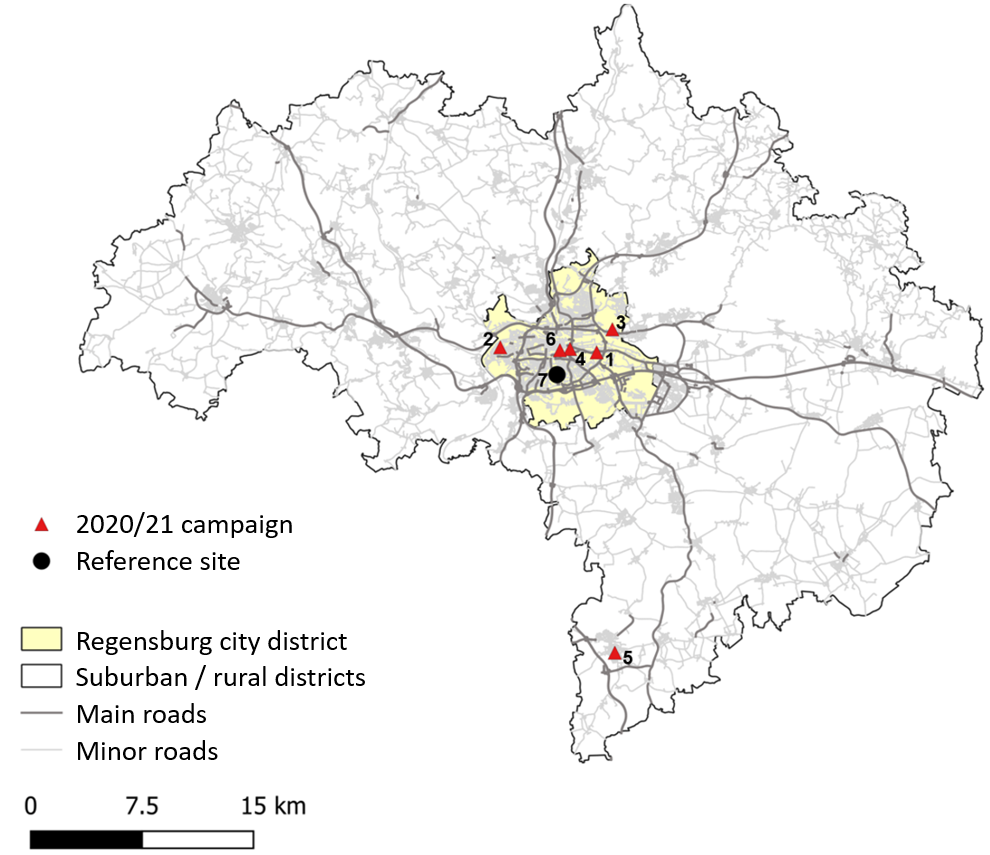 3
2
6
4
1
7
2020/21 campaign
Reference site
Regensburg city district
5
Suburban / rural districts
Main roads
Minor roads
0 7.5 15 km